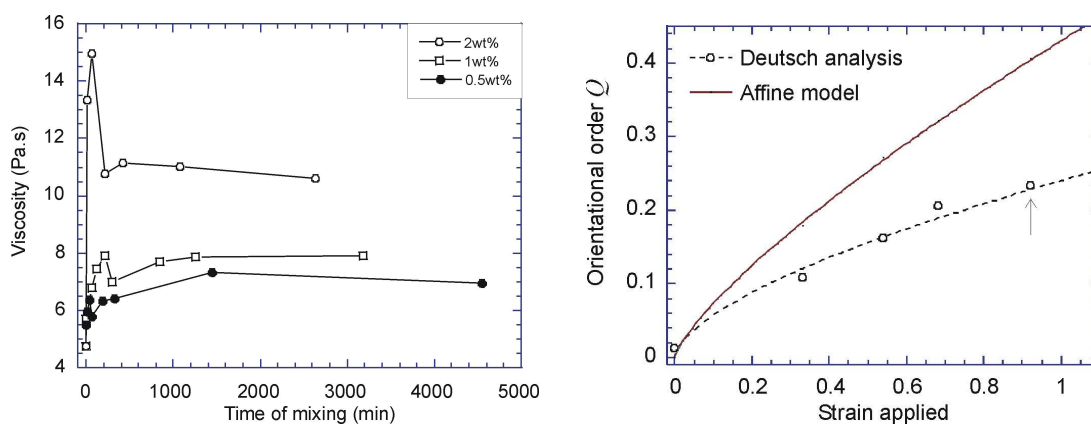 16
14
12
10
8
6
4
Viscosity (Pa.s)
2wt%
1wt%
0.5wt%
0 1000 2000 3000 4000 5000
Time of mixing (min)
0.4
0.3
0.2
0.1
0
Orientational order Q
Deutsch analysis
Affine model
0 0.2 0.4 0.6 0.8 1
Strain applied